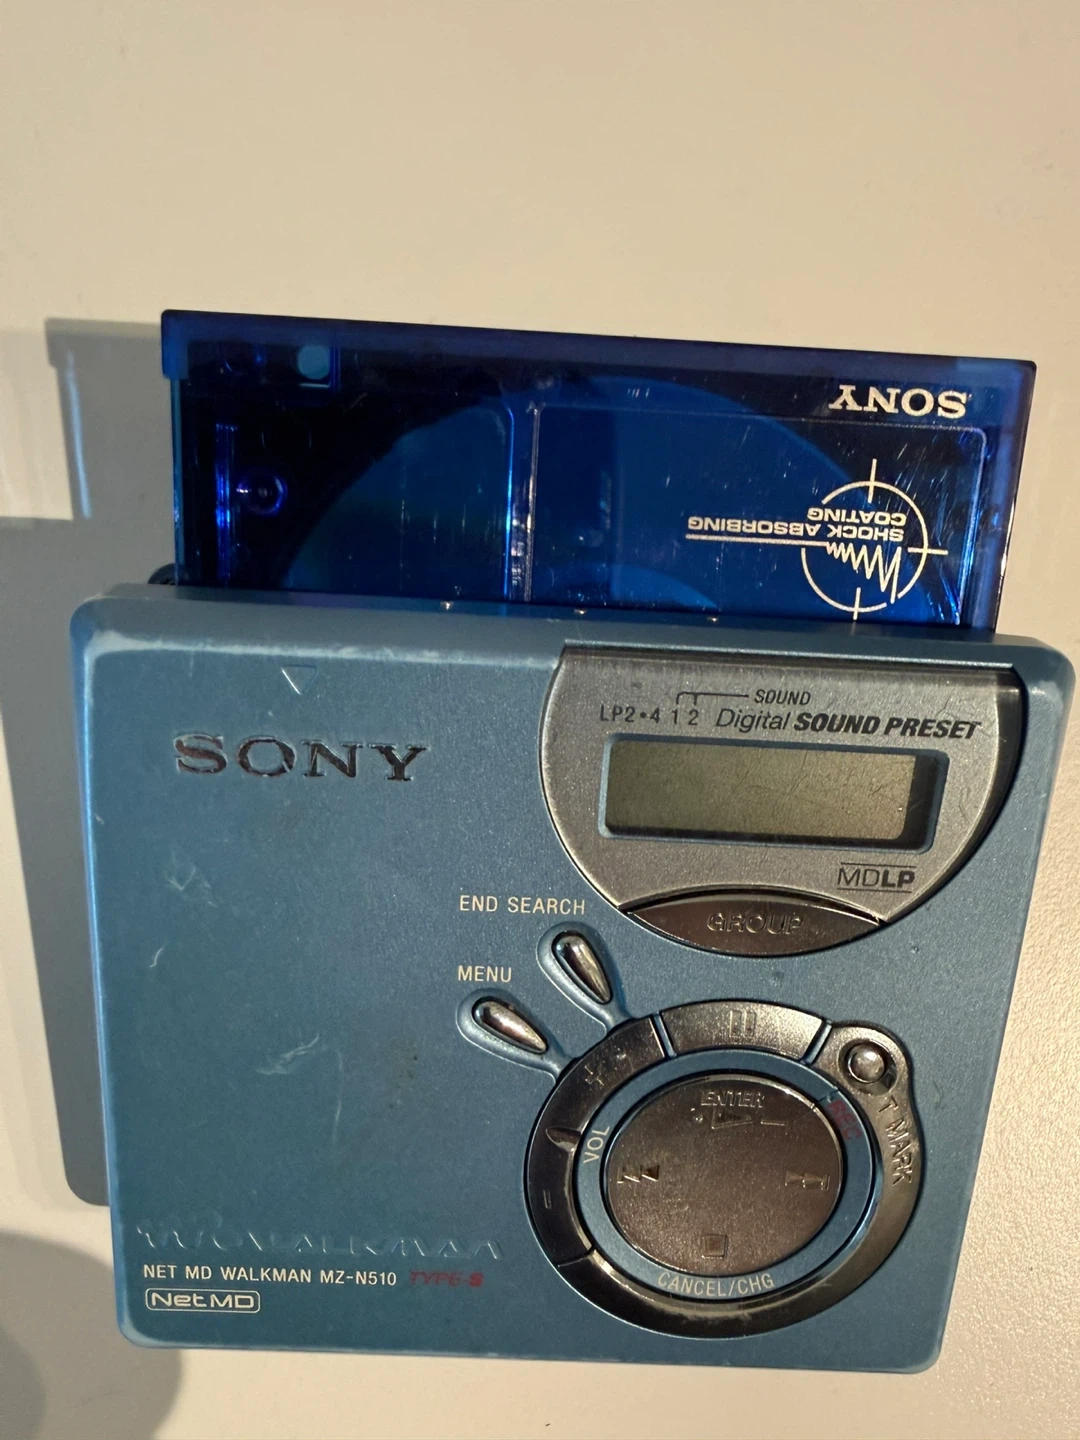 SONY
SHOCK ABSORBING
COATING
SOUND
LP2•4 1 2 Digital SOUND PRESET
SONY
MDLP
GROUP
END SEARCH
MENU
ENTER
VOL
REC
T MARK
CANCEL/CHG
WALKMAN
NET MD WALKMAN MZ-N510 TYPE-S
NetMD